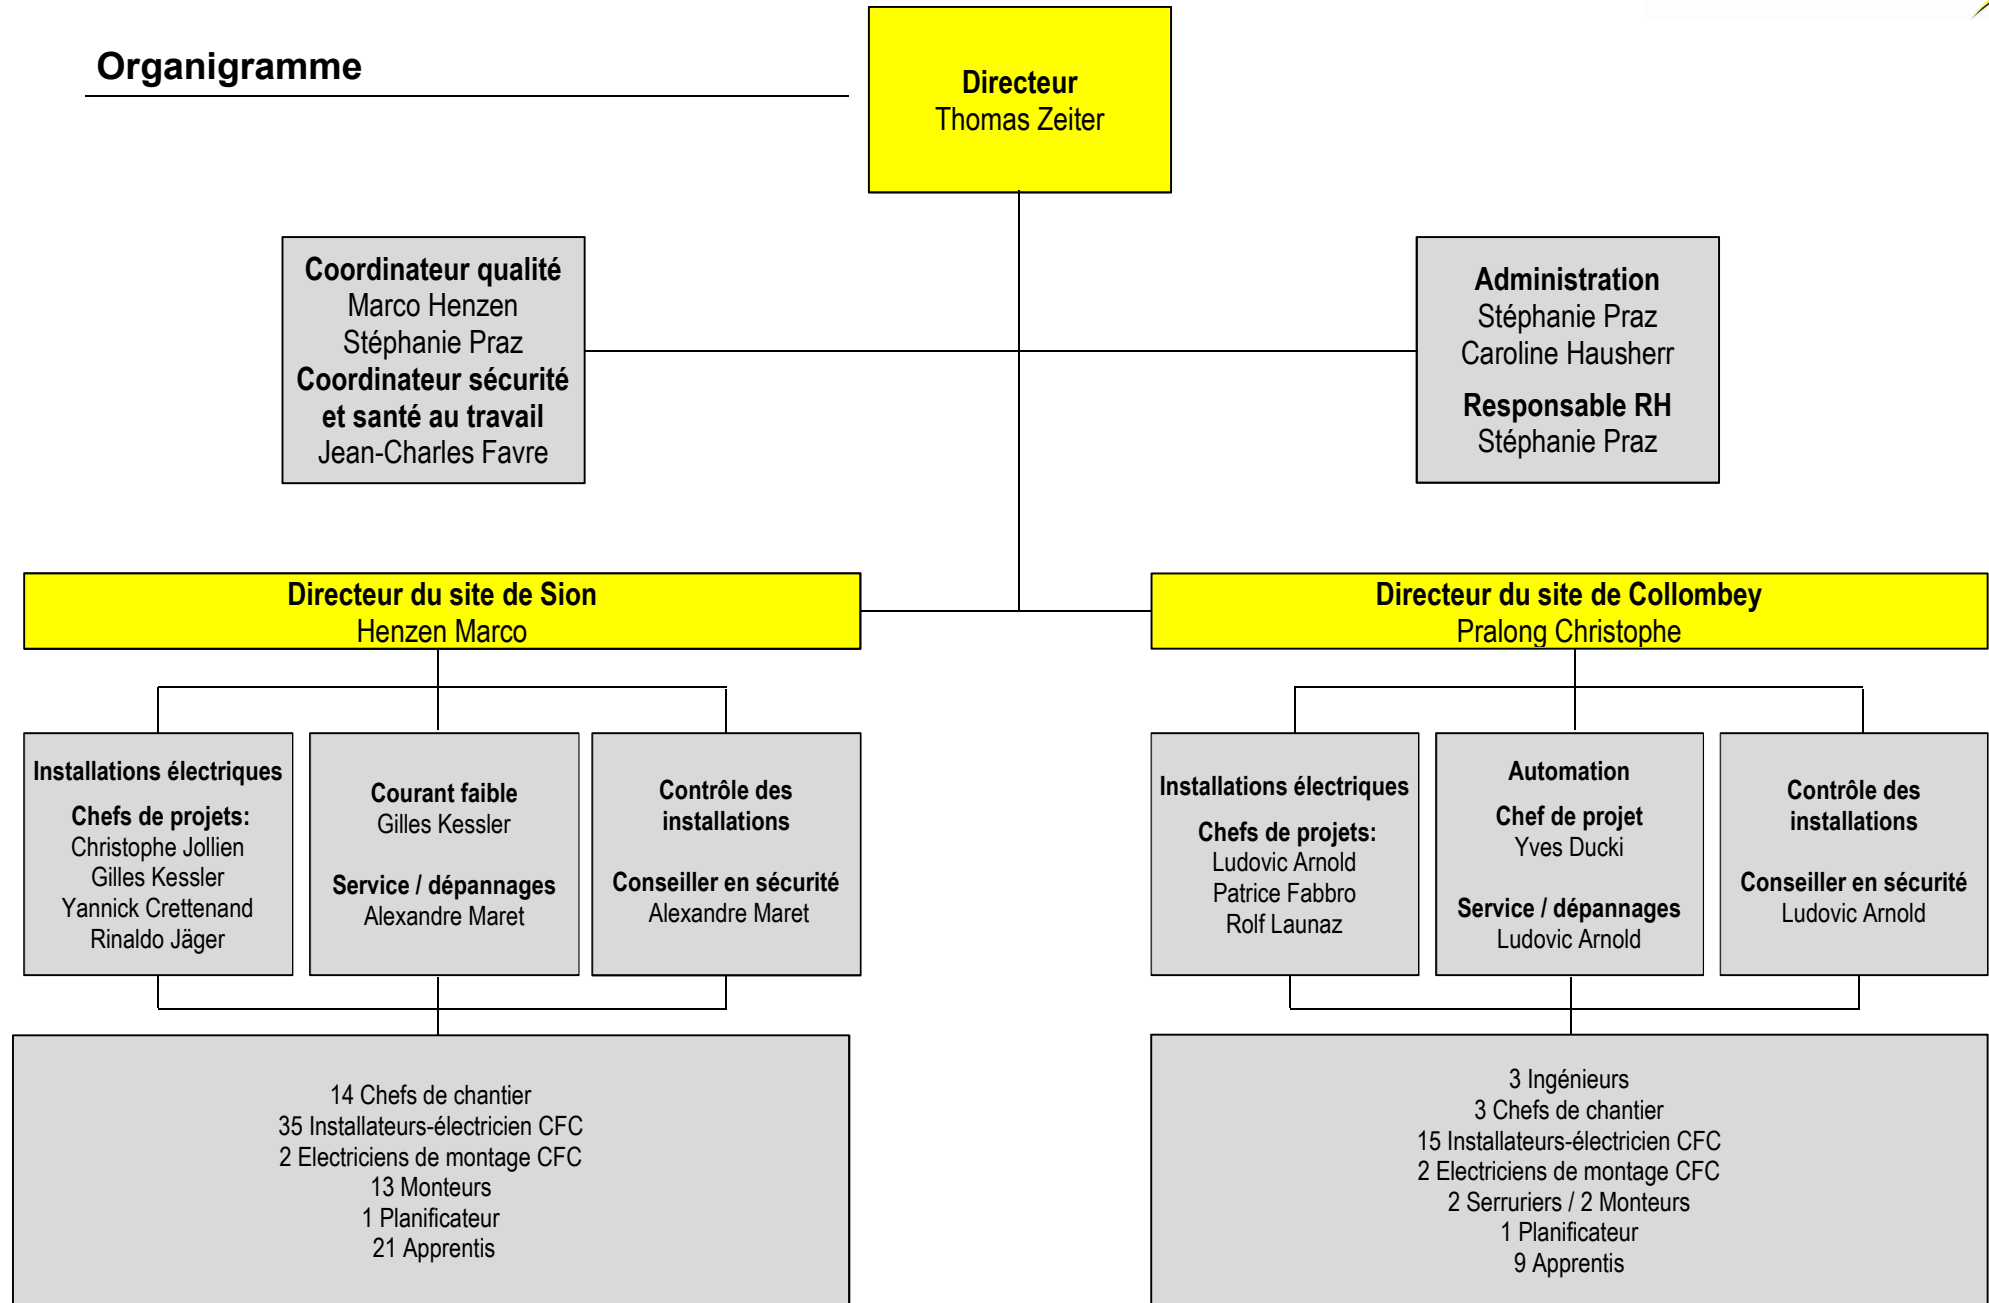 Organigramme
Directeur
Thomas Zeiter
Coordinateur qualité
Marco Henzen
Stéphanie Praz
Coordinateur sécurité
et santé au travail
Jean-Charles Favre
Administration
Stéphanie Praz
Caroline Hausherr
Responsable RH
Stéphanie Praz
Directeur du site de Sion
Henzen Marco
Directeur du site de Collombey
Pralong Christophe
Installations électriques
Chefs de projets:
Christophe Jollien
Gilles Kessler
Yannick Crettenand
Rinaldo Jäger
Courant faible
Gilles Kessler
Service / dépannages
Alexandre Maret
Contrôle des
installations
Conseiller en sécurité
Alexandre Maret
Installations électriques
Chefs de projets:
Ludovic Arnold
Patrice Fabbro
Rolf Launaz
Automation
Chef de projet
Yves Ducki
Service / dépannages
Ludovic Arnold
Contrôle des
installations
Conseiller en sécurité
Ludovic Arnold
14 Chefs de chantier
35 Installateurs-électricien CFC
2 Electriciens de montage CFC
13 Monteurs
1 Planificateur
21 Apprentis
3 Ingénieurs
3 Chefs de chantier
15 Installateurs-électricien CFC
2 Electriciens de montage CFC
2 Serruriers / 2 Monteurs
1 Planificateur
9 Apprentis